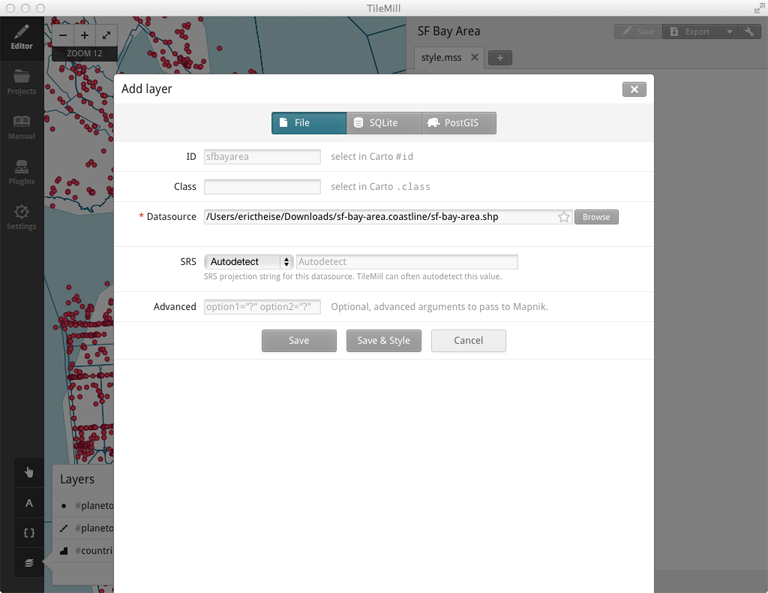 TileMill
Editor
Projects
Manual
Plugins
Settings
ZOOM 12
SF Bay Area
Save
Export
style.mss
Add layer
File
SQLite
PostGIS
ID
sfbayarea
select in Carto #id
Class
select in Carto .class
* Datasource
/Users/erictheise/Downloads/sf-bay-area.coastline/sf-bay-area.shp
Browse
SRS
Autodetect
Autodetect
SRS projection string for this datasource. TileMill can often autodetect this value.
Advanced
option1="?" option2="?"
Optional, advanced arguments to pass to Mapnik.
Save
Save & Style
Cancel
A
{ }
Layers
#planeto
#planeto
#countri